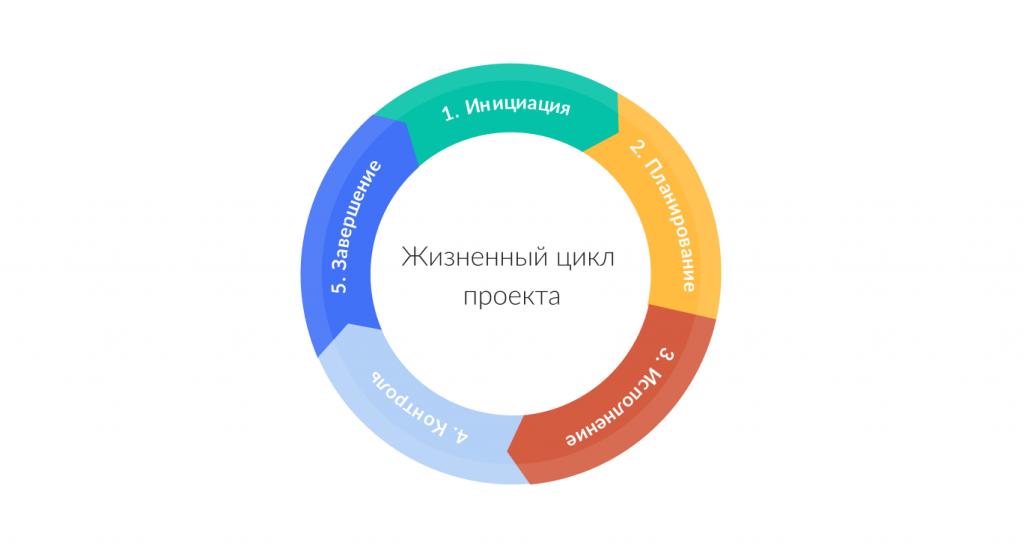 1. Инициация
2. Планирование
3. Исполнение
4. Контроль
5. Завершение
Жизненный цикл
проекта